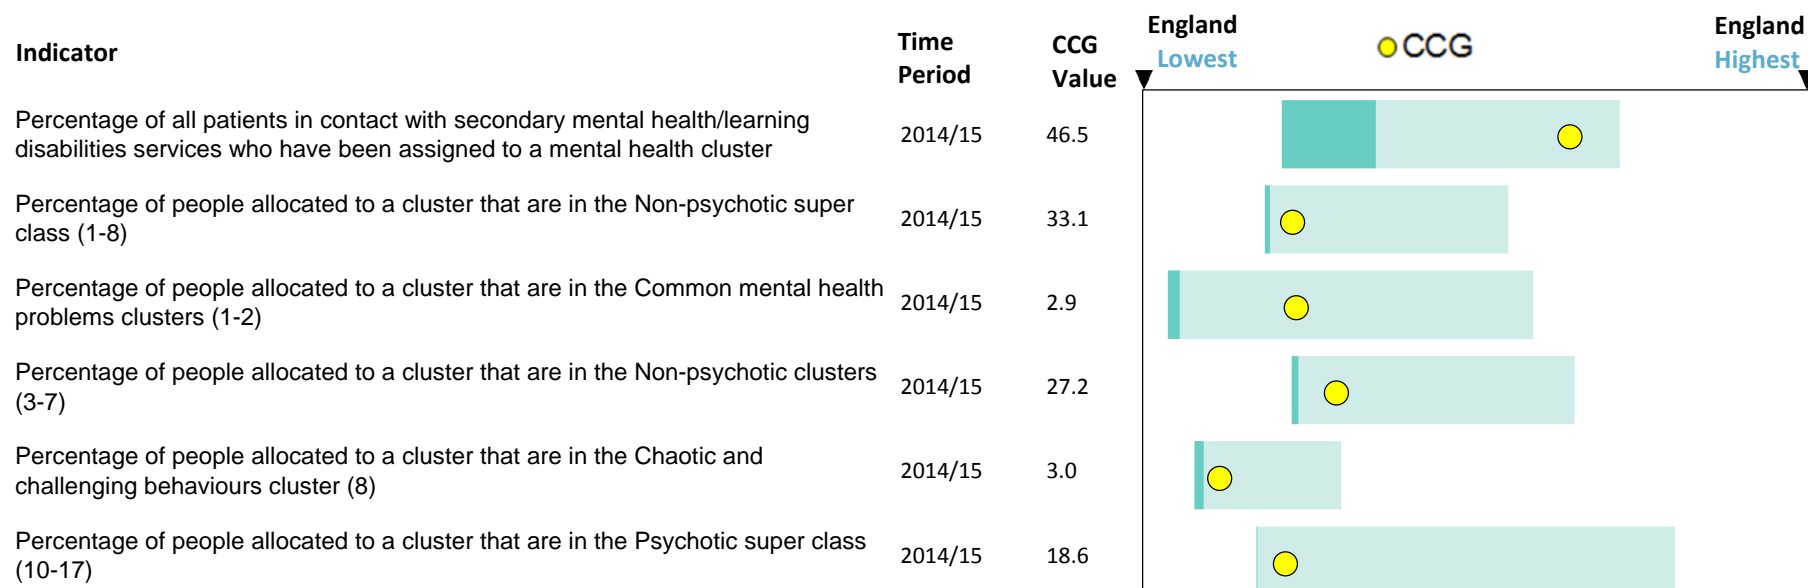 Indicator
Time Period
CCG Value
England Lowest
CCG
England Highest
Percentage of all patients in contact with secondary mental health/learning
disabilities services who have been assigned to a mental health cluster
2014/15
46.5
Percentage of people allocated to a cluster that are in the Non-psychotic super
class (1-8)
2014/15
33.1
Percentage of people allocated to a cluster that are in the Common mental health
problems clusters (1-2)
2014/15
2.9
Percentage of people allocated to a cluster that are in the Non-psychotic clusters
(3-7)
2014/15
27.2
Percentage of people allocated to a cluster that are in the Chaotic and
challenging behaviours cluster (8)
2014/15
3.0
Percentage of people allocated to a cluster that are in the Psychotic super class
(10-17)
2014/15
18.6